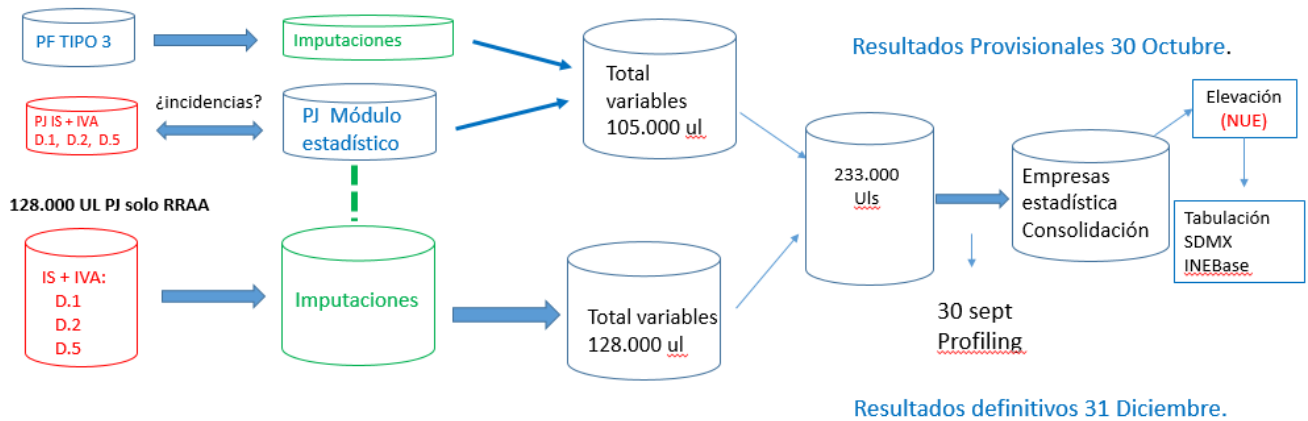 PF TIPO 3
Imputaciones
PJ IS + IVA
D.1, D.2, D.5
¿incidencias?
PJ Módulo
estadístico
Total
variables
105.000 ul
128.000 UL PJ solo RRAA
IS + IVA:
D.1
D.2
D.5
Imputaciones
Total variables
128.000 ul
233.000
Uls
30 sept
Profiling
Empresas
estadística
Consolidación
Resultados Provisionales 30 Octubre.
Elevación
(NUE)
Tabulación
SDMX
INEBase
Resultados definitivos 31 Diciembre.